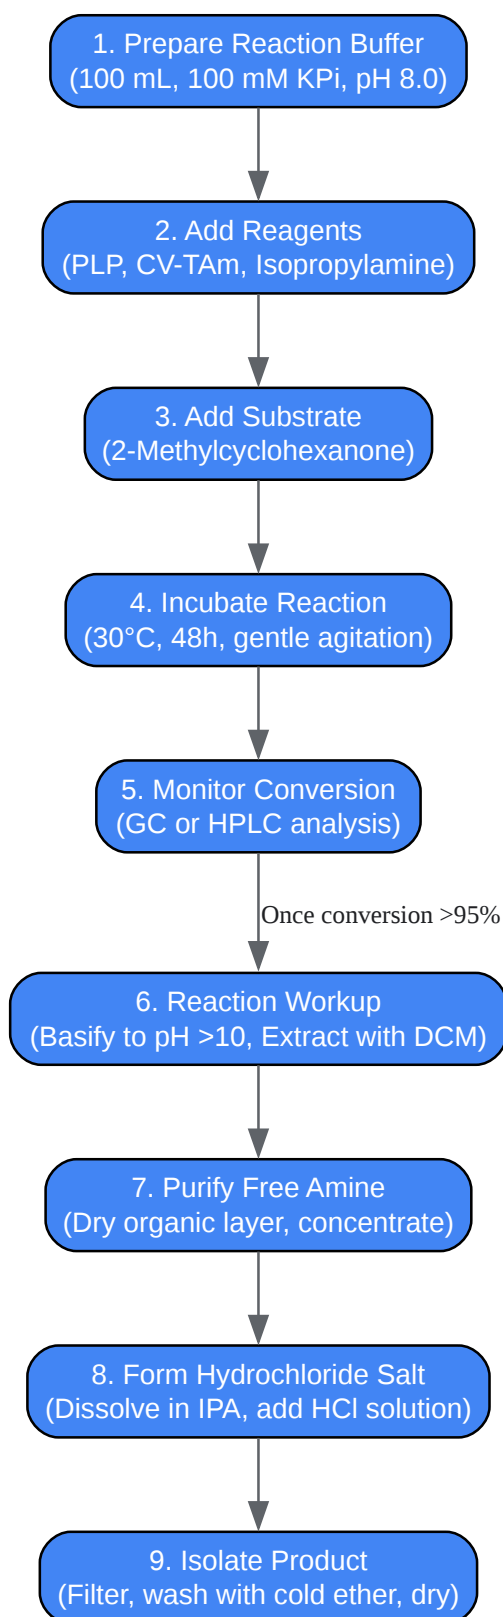 1. Prepare Reaction Buffer
(100 mL, 100 mM KPi, pH 8.0)
2. Add Reagents
(PLP, CV-TAm, Isopropylamine)
3. Add Substrate
(2-Methylcyclohexanone)
4. Incubate Reaction
(30°C, 48h, gentle agitation)
5. Monitor Conversion
(GC or HPLC analysis)
Once conversion >95%
6. Reaction Workup
(Basify to pH >10, Extract with DCM)
7. Purify Free Amine
(Dry organic layer, concentrate)
8. Form Hydrochloride Salt
(Dissolve in IPA, add HCl solution)
9. Isolate Product
(Filter, wash with cold ether, dry)